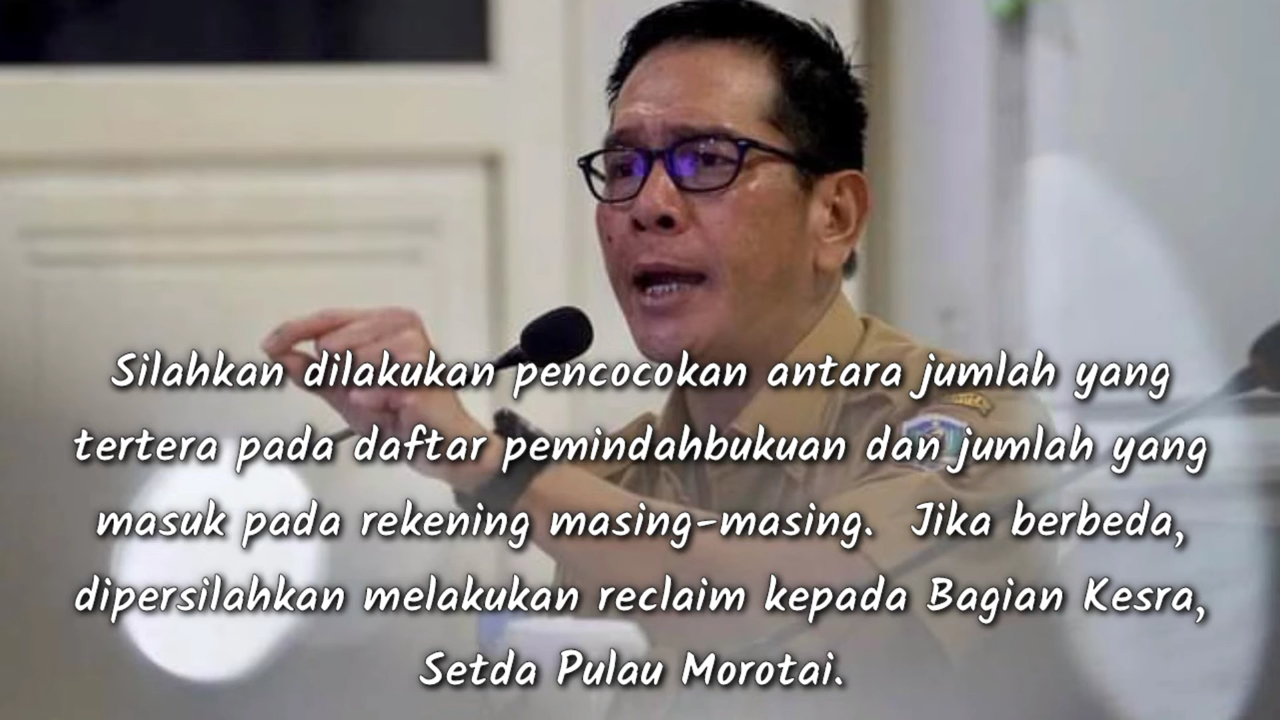 Silahkan dilakukan pencocokan antara jumlah yang
tertera pada daftar pemindahbukuan dan jumlah yang
masuk pada rekening masing-masing.  Jika berbeda,
dipersilahkan melakukan reclaim kepada Bagian Kesra,
Setda Pulau Morotai.